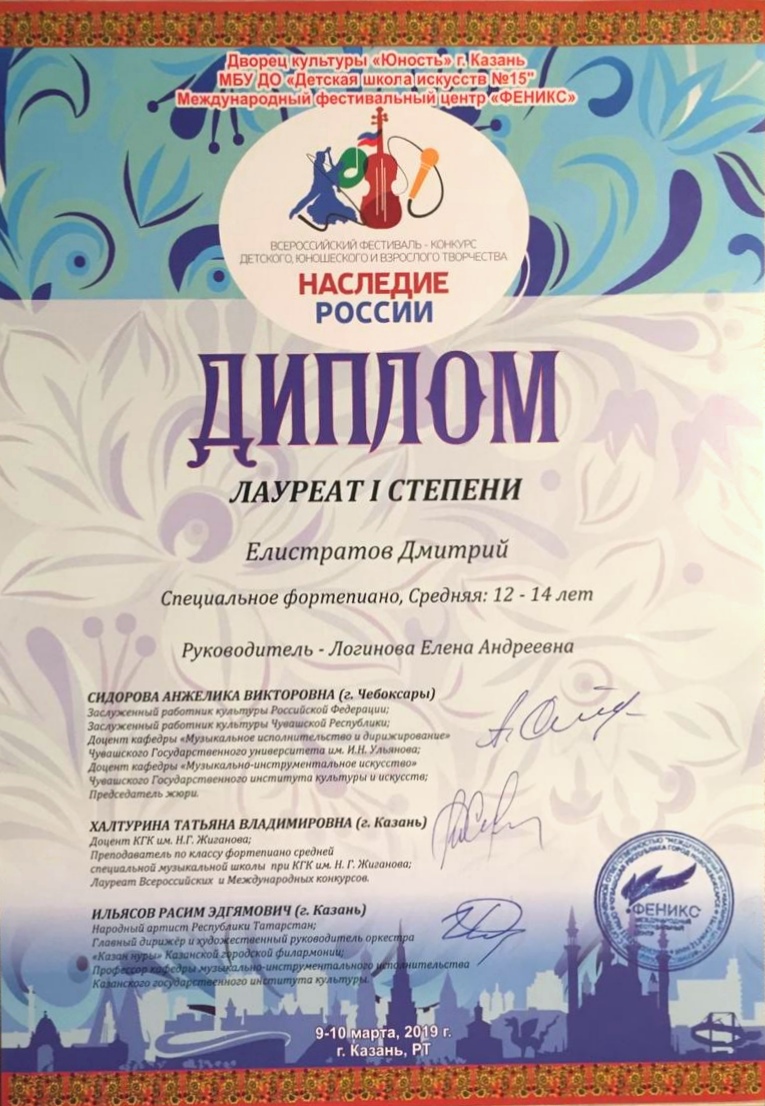 Дворец культуры «Юность» г. Казань
МБУ ДО «Детская школа искусств №15"
Международный фестивальный центр «ФЕНИКС»
ВСЕРОССИЙСКИЙ ФЕСТИВАЛЬ - КОНКУРС
ДЕТСКОГО, ЮНОШЕСКОГО И ВЗРОСЛОГО ТВОРЧЕСТВА
НАСЛЕДИЕ
РОССИИ
ДИПЛОМ
ЛАУРЕАТ I СТЕПЕНИ
Елистратов Дмитрий
Специальное фортепиано, Средняя: 12 - 14 лет
Руководитель - Логинова Елена Андреевна
СИДОРОВА АНЖЕЛИКА ВИКТОРОВНА (г. Чебоксары)
Заслуженный работник культуры Российской Федерации;
Заслуженный работник культуры Чувашской Республики;
Доцент кафедры «Музыкальное исполнительство и дирижирование»
Чувашского Государственного университета им. И.Н. Ульянова;
Доцент кафедры «Музыкально-инструментальное искусство»
Чувашского Государственного института культуры и искусств;
Председатель жюри.
ХАЛТУРИНА ТАТЬЯНА ВЛАДИМИРОВНА (г. Казань)
Доцент КГК им. Н.Г. Жиганова;
Преподаватель по классу фортепиано средней
специальной музыкальной школы при КГК им. Н. Г. Жиганова;
Лауреат Всероссийских и Международных конкурсов.
ИЛЬЯСОВ РАСИМ ЭДГЯМОВИЧ (г. Казань)
Народный артист Республики Татарстан;
Главный дирижёр и художественный руководитель оркестра
«Казан нуры» Казанской городской филармонии;
Профессор кафедры музыкально-инструментального исполнительства
Казанского государственного института культуры.
ФЕНИКС
9-10 марта, 2019 г.
г. Казань, РТ